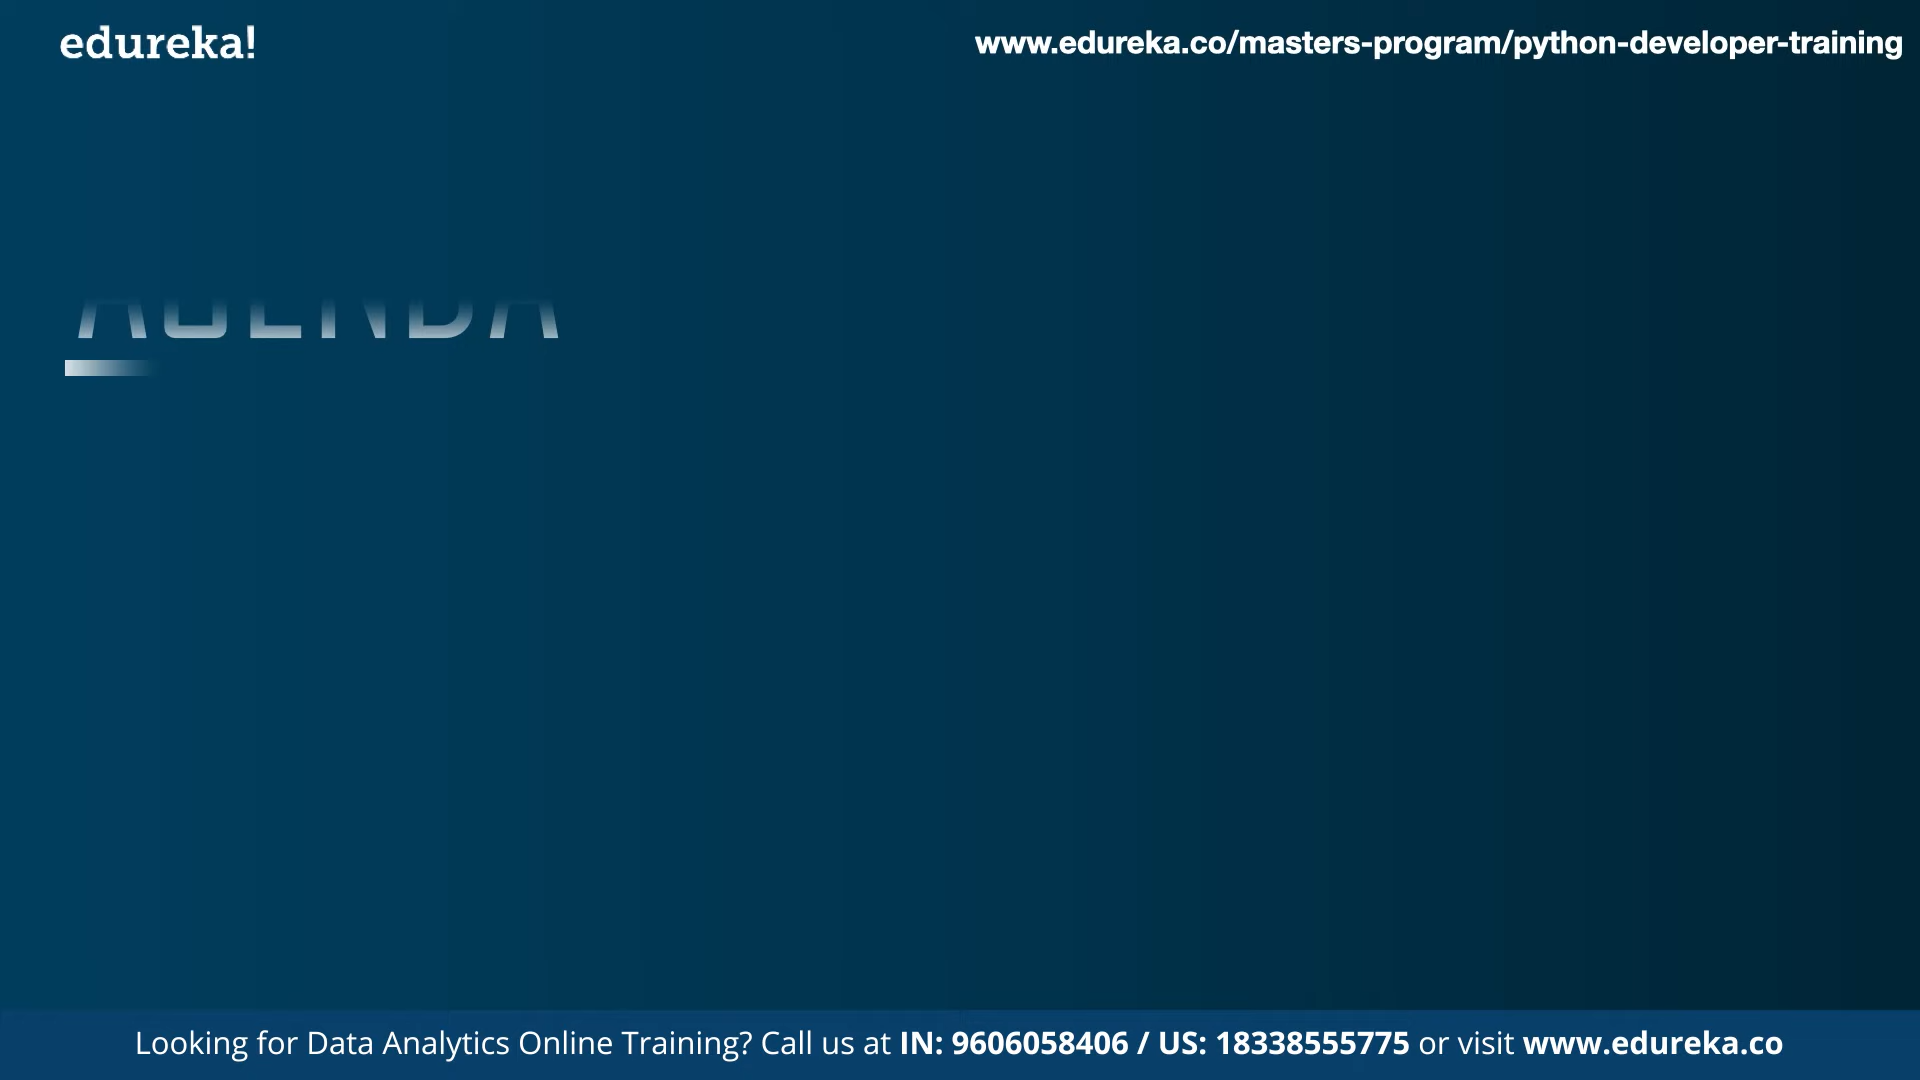 edureka!
www.edureka.co/masters-program/python-developer-training
AGENDA
Looking for Data Analytics Online Training? Call us at IN: 9606058406 / US: 18338555775 or visit www.edureka.co